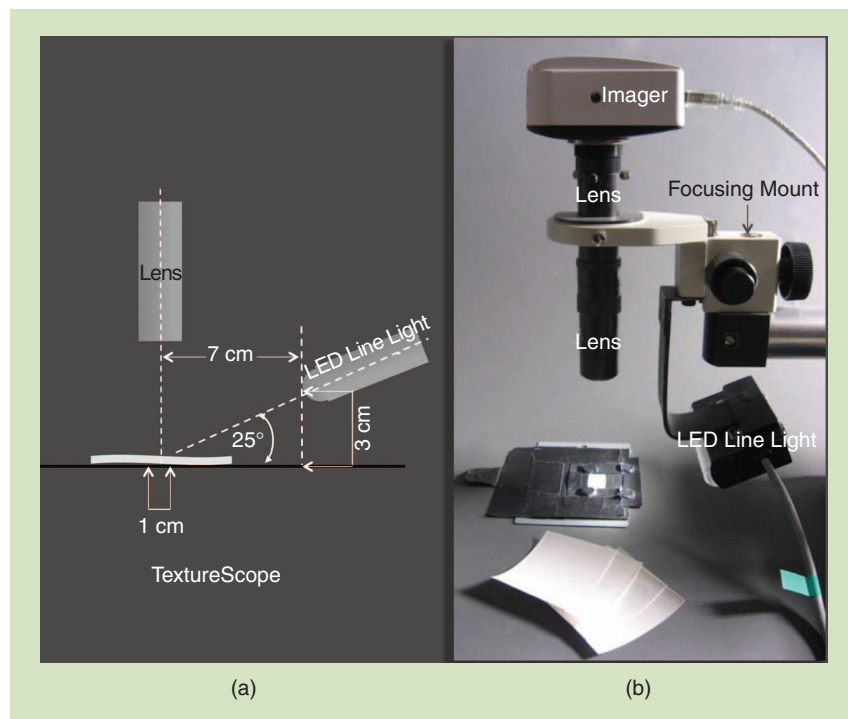 Lens
7 cm
LED Line Light
25°
3 cm
1 cm
TextureScope
(a)
Imager
Lens
Focusing Mount
Lens
LED Line Light
(b)